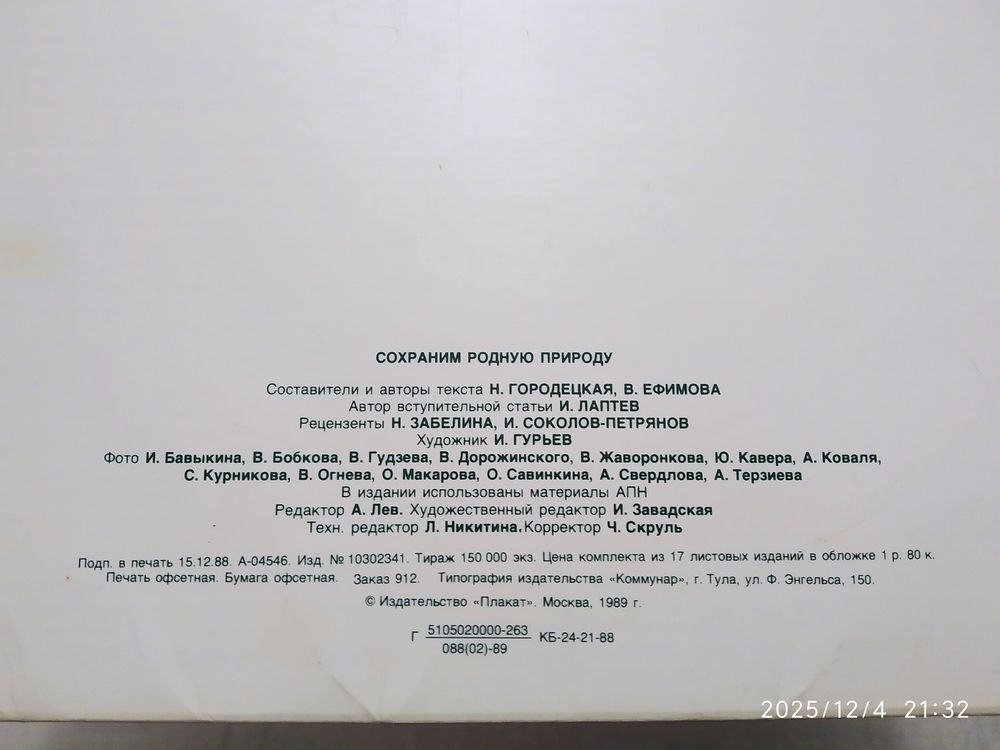 СОХРАНИМ РОДНУЮ ПРИРОДУ
Составители и авторы текста Н. ГОРОДЕЦКАЯ, В. ЕФИМОВА
Автор вступительной статьи И. ЛАПТЕВ
Рецензенты Н. ЗАБЕЛИНА, И. СОКОЛОВ-ПЕТРЯНОВ
Художник И. ГУРЬЕВ
Фото И. Бавыкина, В. Бобкова, В. Гудзева, В. Дорожинского, В. Жаворонкова, Ю. Кавера, А. Коваля,
С. Курникова, В. Огнева, О. Макарова, О. Савинкина, А. Свердлова, А. Терзиева
В издании использованы материалы АПН
Редактор А. Лев. Художественный редактор И. Завадская
Техн. редактор Л. Никитина. Корректор Ч. Скруль
Подп. в печать 15.12.88. А-04546. Изд. № 10302341. Тираж 150 000 экз. Цена комплекта из 17 листовых изданий в обложке 1 р. 80 к.
Печать офсетная. Бумага офсетная. Заказ 912. Типография издательства «Коммунар», г. Тула, ул. Ф. Энгельса, 150.
© Издательство «Плакат». Москва, 1989 г.
Г 5105020000-263 КБ-24-21-88
088(02)-89
2025/12/4 21:32